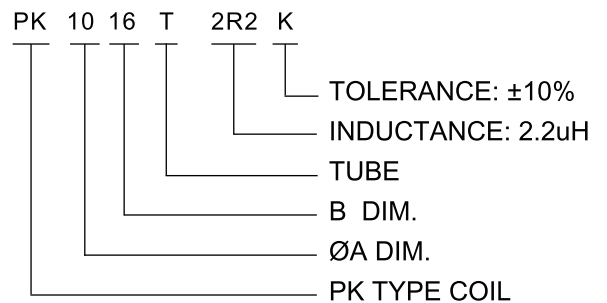 PK 10 16 T 2R2 K
TOLERANCE: ±10%
INDUCTANCE: 2.2uH
TUBE
B DIM.
ØA DIM.
PK TYPE COIL